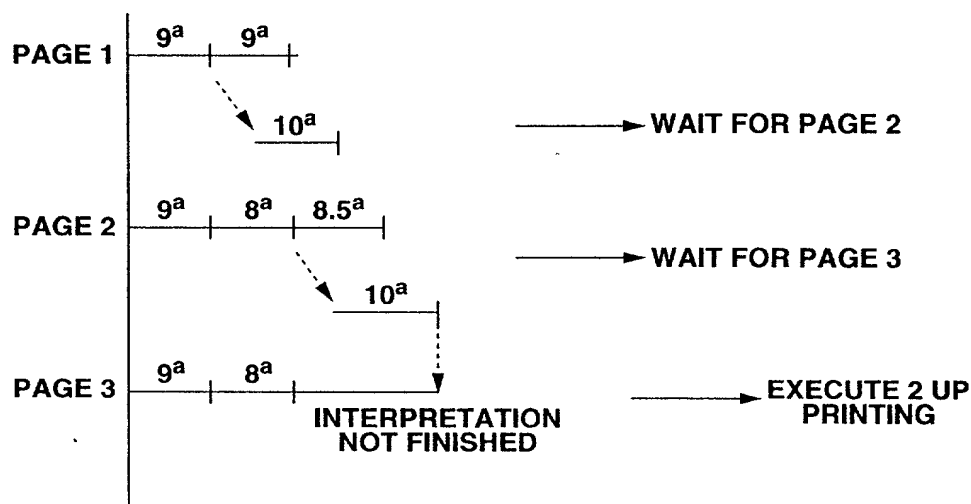 9a 9a
PAGE 1
10a
WAIT FOR PAGE 2
9a 8a 8.5a
PAGE 2
WAIT FOR PAGE 3
10a
9a 8a
PAGE 3
EXECUTE 2 UP
PRINTING
INTERPRETATION
NOT FINISHED